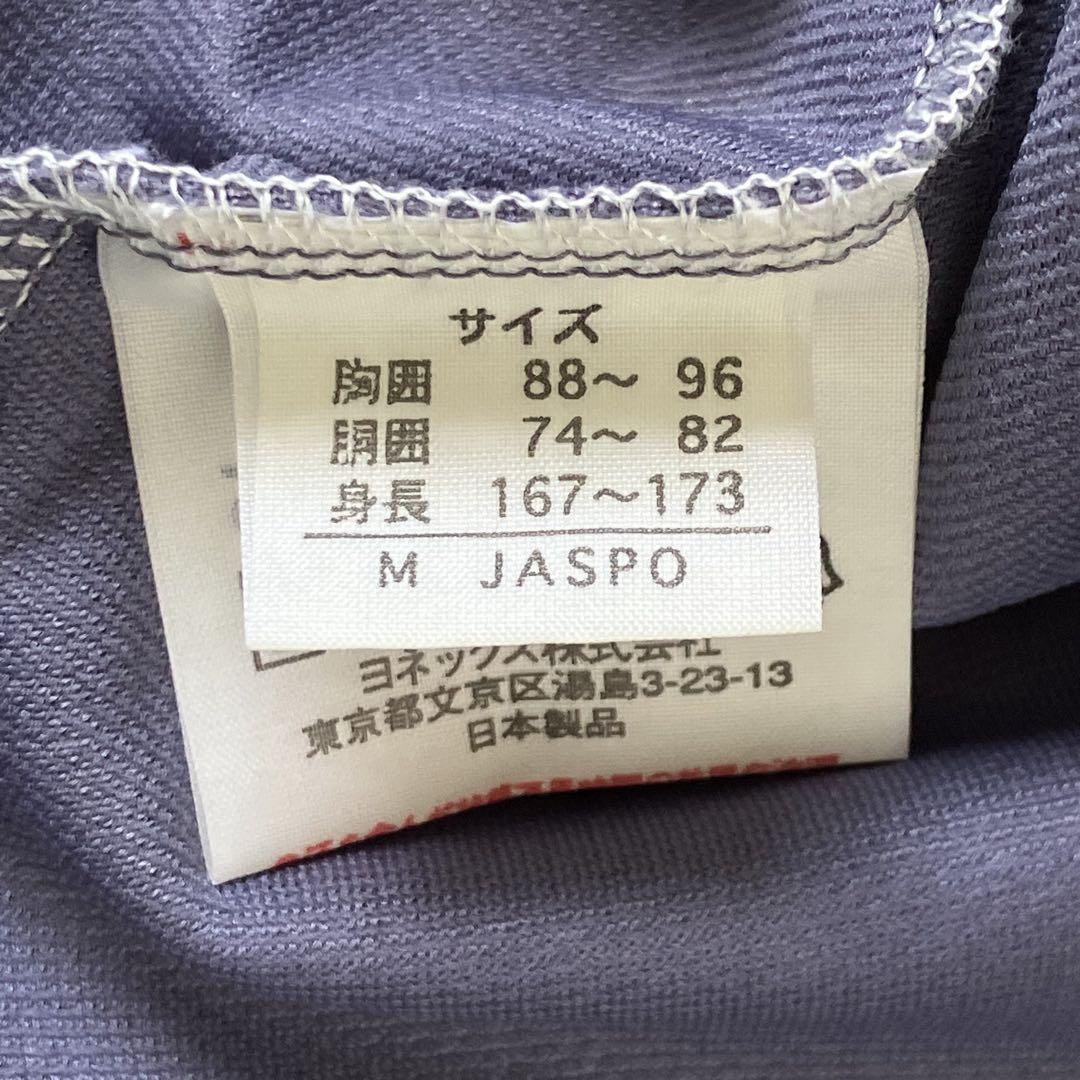 サイズ
胸囲 88～ 96
胴囲 74～ 82
身長 167～173
M JASPO
ヨネックス株式会社
東京都文京区湯島3-23-13
日本製品